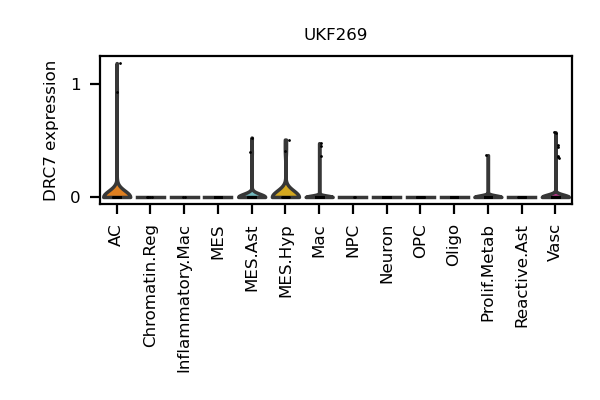 UKF269
DRC7 expression
1
0
AC
Chromatin.Reg
Inflammatory.Mac
MES
MES.Ast
MES.Hyp
Mac
NPC
Neuron
OPC
Oligo
Prolif.Metab
Reactive.Ast
Vasc